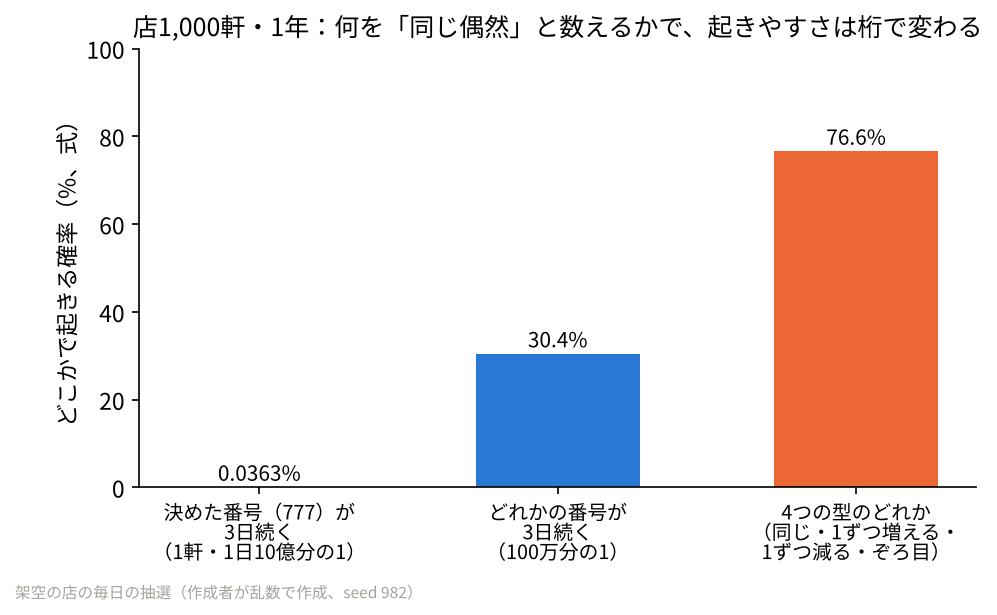 店1,000軒・1年：何を「同じ偶然」と数えるかで、起きやすさは桁で変わる
どこかで起きる確率（%、式）
100
80
60
40
20
0
0.0363%
30.4%
76.6%
決めた番号（777）が
3日続く
（1軒・1日10億分の1）
どれかの番号が
3日続く
（100万分の1）
4つの型のどれか
（同じ・1ずつ増える・
1ずつ減る・ぞろ目）
架空の店の毎日の抽選（作成者が乱数で作成、seed 982）